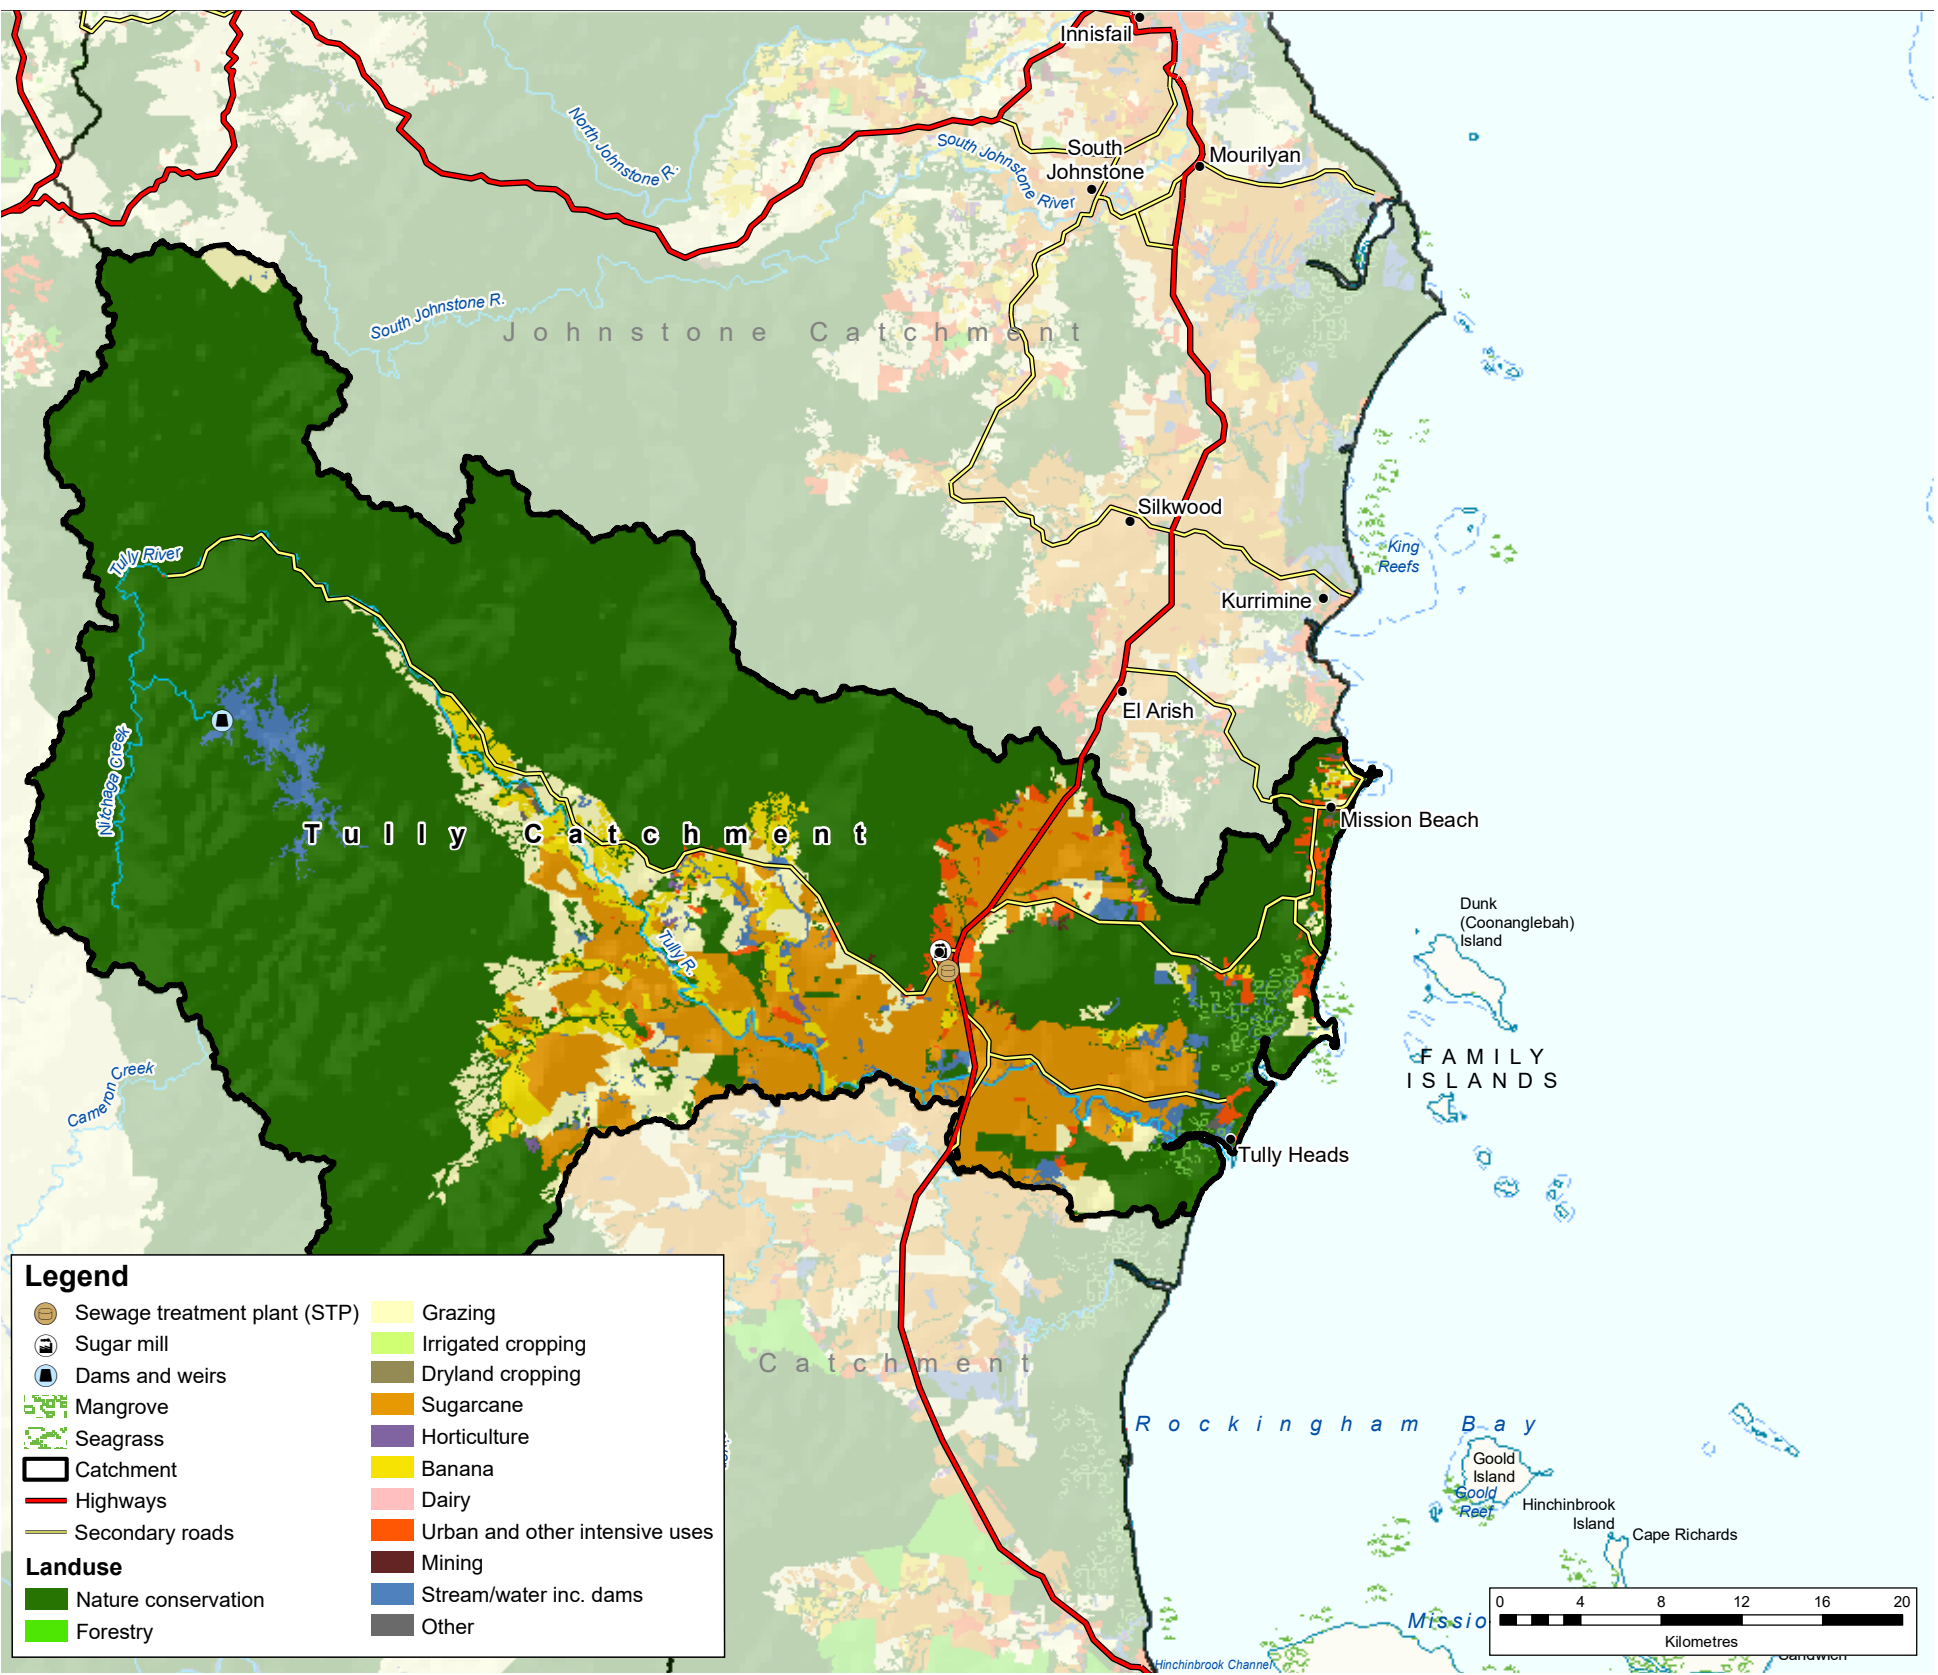 Innisfail
North Johnstone R.
South Johnstone River
South
Johnstone
Mourilyan
South Johnstone R.
Johnstone Catchment
Silkwood
King
Reefs
Tully River
Kurrimine
El Arish
Nitchaga Creek
Tully Catchment
Mission Beach
Dunk
(Coonanglebah)
Island
Tully R.
FAMILY
ISLANDS
Cameron Creek
Tully Heads
Catchment
Rockingham Bay
Goold
Island
Goold
Reef
Hinchinbrook
Island
Cape Richards
Missio
Hinchinbrook Channel
Legend
Sewage treatment plant (STP)
Sugar mill
Dams and weirs
Mangrove
Seagrass
Catchment
Highways
Secondary roads
Landuse
Nature conservation
Forestry
Grazing
Irrigated cropping
Dryland cropping
Sugarcane
Horticulture
Banana
Dairy
Urban and other intensive uses
Mining
Stream/water inc. dams
Other
0 4 8 12 16 20
Kilometres